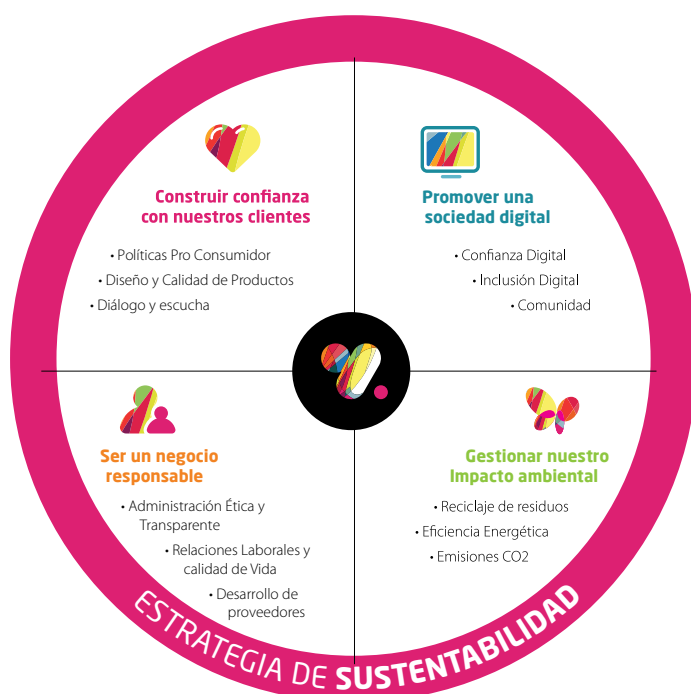 Construir confianza
con nuestros clientes
• Políticas Pro Consumidor
• Diseño y Calidad de Productos
• Diálogo y escucha
Promover una
sociedad digital
• Confianza Digital
• Inclusión Digital
• Comunidad
Ser un negocio
responsable
• Administración Ética y
Transparente
• Relaciones Laborales y
calidad de Vida
• Desarrollo de
proveedores
Gestionar nuestro
Impacto ambiental
• Reciclaje de residuos
• Eficiencia Energética
• Emisiones CO2
ESTRATEGIA DE SUSTENTABILIDAD